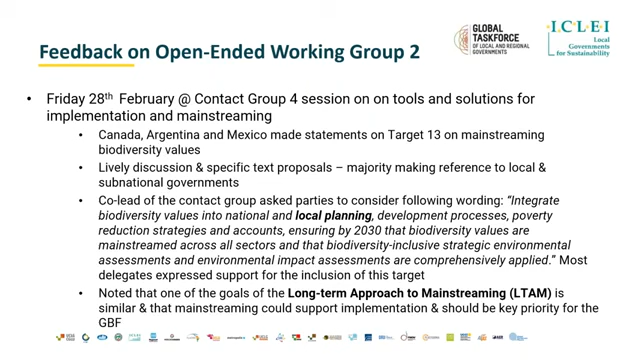 Feedback on Open-Ended Working Group 2
GLOBAL
TASKFORCE
OF LOCAL AND REGIONAL
GOVERNMENTS
I.C L E I
Local
Governments
for Sustainability
• Friday 28th February @ Contact Group 4 session on on tools and solutions for
implementation and mainstreaming
• Canada, Argentina and Mexico made statements on Target 13 on mainstreaming
biodiversity values
• Lively discussion & specific text proposals – majority making reference to local &
subnational governments
• Co-lead of the contact group asked parties to consider following wording: “Integrate
biodiversity values into national and local planning, development processes, poverty
reduction strategies and accounts, ensuring by 2030 that biodiversity values are
mainstreamed across all sectors and that biodiversity-inclusive strategic environmental
assessments and environmental impact assessments are comprehensively applied.” Most
delegates expressed support for the inclusion of this target
• Noted that one of the goals of the Long-term Approach to Mainstreaming (LTAM) is
similar & that mainstreaming could support implementation & should be key priority for the
GBF